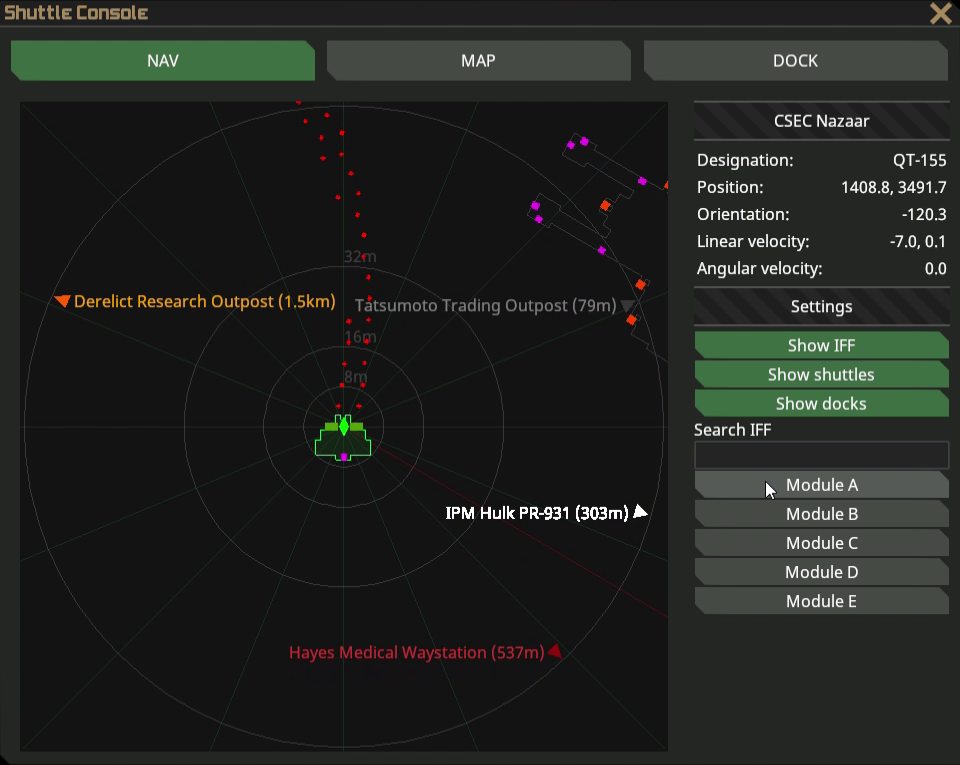 Shuttle Console
NAV
MAP
DOCK
32m
16m
8m
Derelict Research Outpost (1.5km)
Tatsumoto Trading Outpost (79m)
IPM Hulk PR-931 (303m)
Hayes Medical Waystation (537m)
CSEC Nazaar
Designation: QT-155
Position: 1408.8, 3491.7
Orientation: -120.3
Linear velocity: -7.0, 0.1
Angular velocity: 0.0
Settings
Show IFF
Show shuttles
Show docks
Search IFF
Module A
Module B
Module C
Module D
Module E